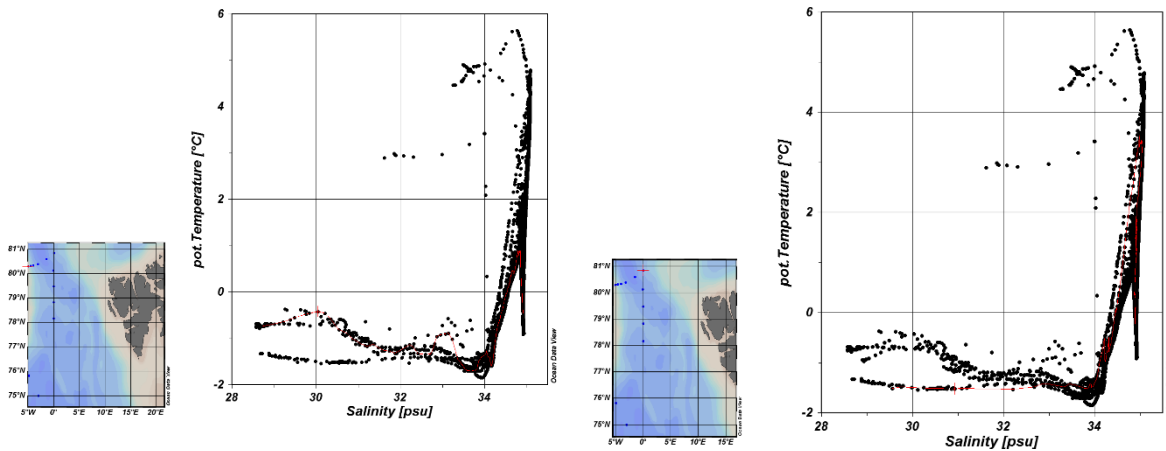 6
4
2
0
-2
28
30
32
34
pot.Temperature [°C]
Salinity [psu]
Ocean Data View
81°N
80°N
79°N
78°N
77°N
76°N
75°N
5°W
0°
5°E
10°E
15°E
20°E
Ocean Data View
6
4
2
0
-2
28
30
32
34
pot.Temperature [°C]
Salinity [psu]
81°N
80°N
79°N
78°N
77°N
76°N
75°N
5°W
0°
5°E
10°E
15°E
Ocean Data View